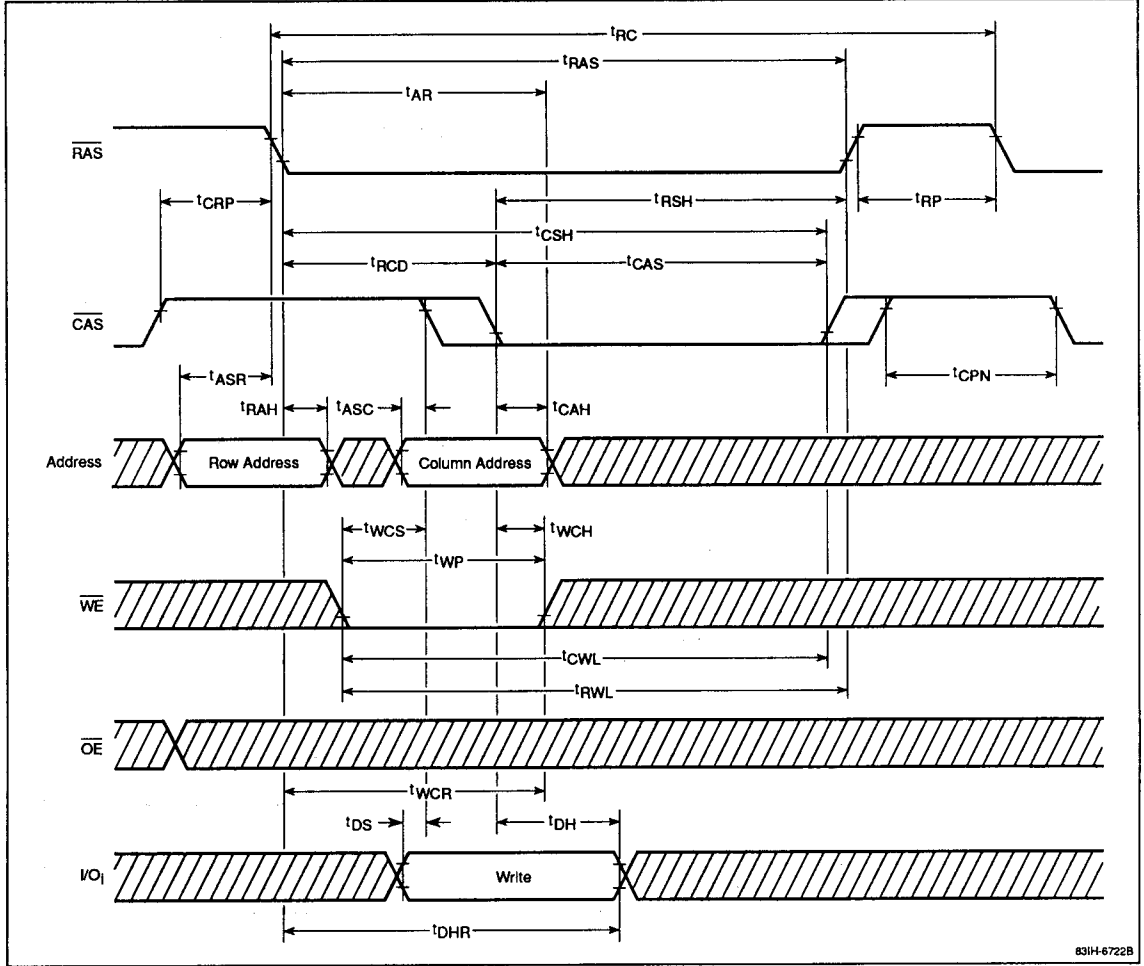 tRC
tRAS
tAR
RAS
tCRP
tRSH
tRP
tCSH
tRCD
tCAS
CAS
tASR
tCPN
tRAH
tASC
tCAH
Address
Row Address
Column Address
tWCS
tWCH
tWP
WE
tCWL
tRWL
OE
tWCR
tDS
tDH
I/Oi
Write
tDHR
83IH-6722B